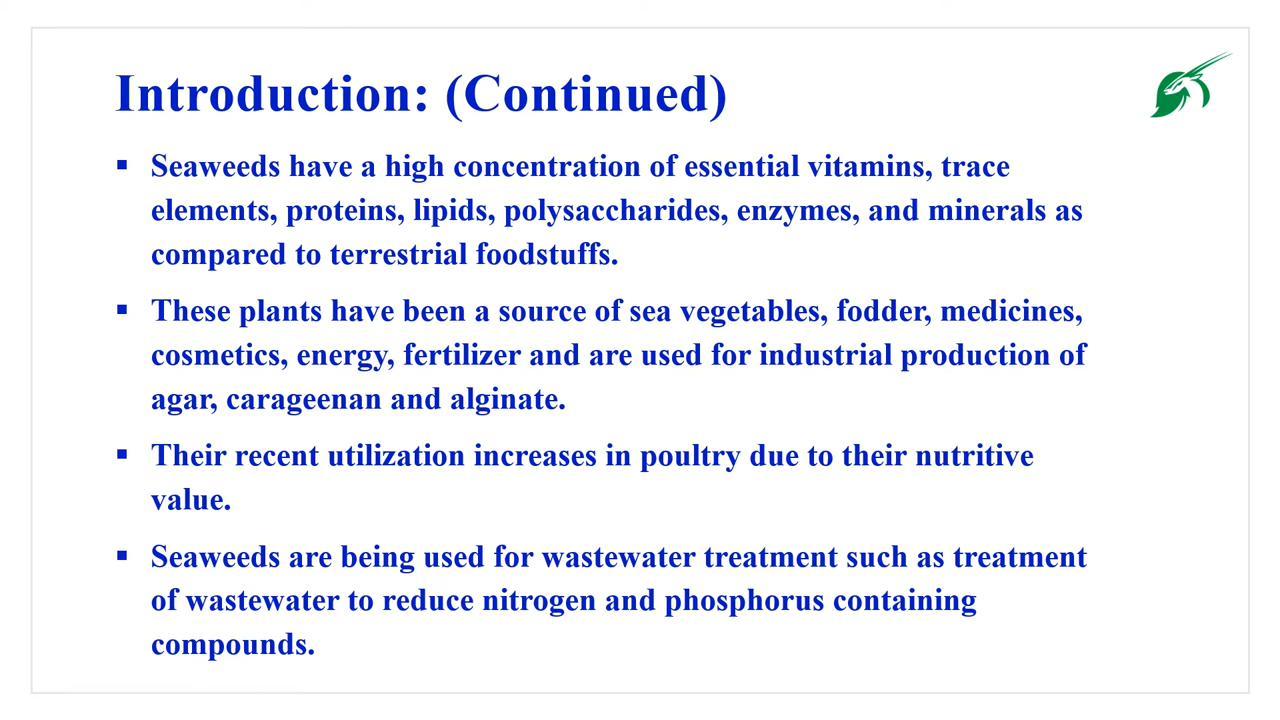 Introduction: (Continued)
▪ Seaweeds have a high concentration of essential vitamins, trace
elements, proteins, lipids, polysaccharides, enzymes, and minerals as
compared to terrestrial foodstuffs.
▪ These plants have been a source of sea vegetables, fodder, medicines,
cosmetics, energy, fertilizer and are used for industrial production of
agar, carageenan and alginate.
▪ Their recent utilization increases in poultry due to their nutritive
value.
▪ Seaweeds are being used for wastewater treatment such as treatment
of wastewater to reduce nitrogen and phosphorus containing
compounds.